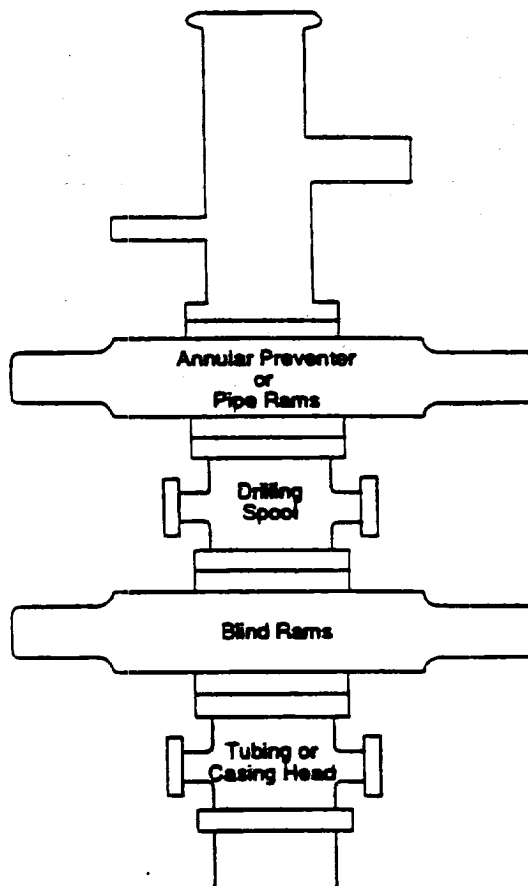 Annular Preventer
or
Pipe Rams
Drilling
Spool
Blind Rams
Tubing or
Casing Head